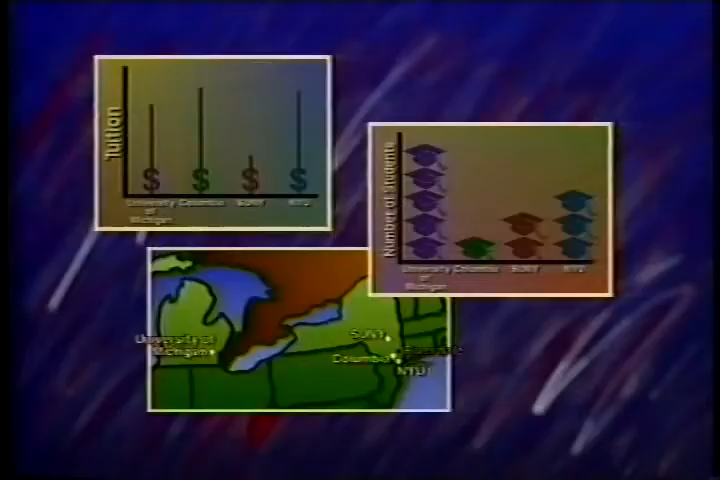 Tuition
$ $ $ $
University Columbia SUNY NYU
of
Michigan
Number of Students
University Columbia SUNY NYU
of
Michigan
University of
Michigan
SUNY
Columbia
NYU